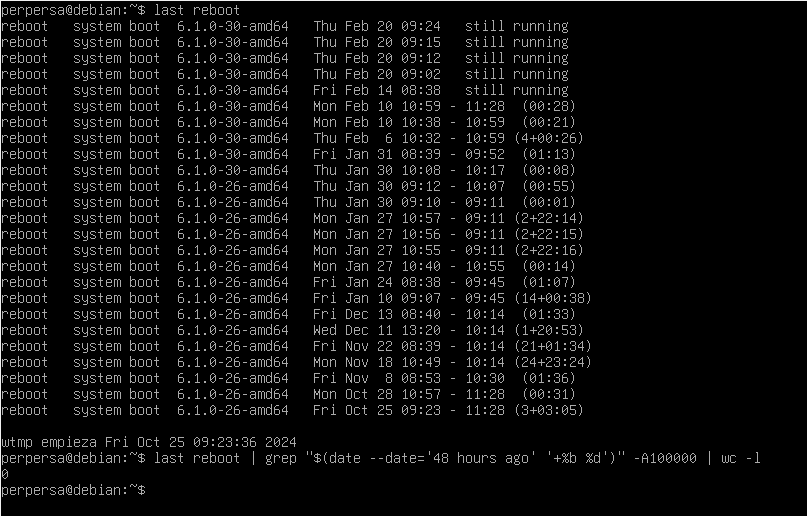 perpersa@debian:~$ last reboot
reboot   system boot  6.1.0-30-amd64   Thu Feb 20 09:24   still running
reboot   system boot  6.1.0-30-amd64   Thu Feb 20 09:15   still running
reboot   system boot  6.1.0-30-amd64   Thu Feb 20 09:12   still running
reboot   system boot  6.1.0-30-amd64   Thu Feb 20 09:02   still running
reboot   system boot  6.1.0-30-amd64   Fri Feb 14 08:38   still running
reboot   system boot  6.1.0-30-amd64   Mon Feb 10 10:59 - 11:28  (00:28)
reboot   system boot  6.1.0-30-amd64   Mon Feb 10 10:38 - 10:59  (00:21)
reboot   system boot  6.1.0-30-amd64   Thu Feb  6 10:32 - 10:59 (4+00:26)
reboot   system boot  6.1.0-30-amd64   Fri Jan 31 08:39 - 09:52  (01:13)
reboot   system boot  6.1.0-30-amd64   Thu Jan 30 10:08 - 10:17  (00:08)
reboot   system boot  6.1.0-26-amd64   Thu Jan 30 09:12 - 10:07  (00:55)
reboot   system boot  6.1.0-26-amd64   Thu Jan 30 09:10 - 09:11  (00:01)
reboot   system boot  6.1.0-26-amd64   Mon Jan 27 10:57 - 09:11 (2+22:14)
reboot   system boot  6.1.0-26-amd64   Mon Jan 27 10:56 - 09:11 (2+22:15)
reboot   system boot  6.1.0-26-amd64   Mon Jan 27 10:55 - 09:11 (2+22:16)
reboot   system boot  6.1.0-26-amd64   Mon Jan 27 10:40 - 10:55  (00:14)
reboot   system boot  6.1.0-26-amd64   Fri Jan 24 08:38 - 09:45  (01:07)
reboot   system boot  6.1.0-26-amd64   Fri Jan 10 09:07 - 09:45 (14+00:38)
reboot   system boot  6.1.0-26-amd64   Fri Dec 13 08:40 - 10:14  (01:33)
reboot   system boot  6.1.0-26-amd64   Wed Dec 11 13:20 - 10:14 (1+20:53)
reboot   system boot  6.1.0-26-amd64   Fri Nov 22 08:39 - 10:14 (21+01:34)
reboot   system boot  6.1.0-26-amd64   Mon Nov 18 10:49 - 10:14 (24+23:24)
reboot   system boot  6.1.0-26-amd64   Fri Nov  8 08:53 - 10:30  (01:36)
reboot   system boot  6.1.0-26-amd64   Mon Oct 28 10:57 - 11:28  (00:31)
reboot   system boot  6.1.0-26-amd64   Fri Oct 25 09:23 - 11:28 (3+03:05)

wtmp empieza Fri Oct 25 09:23:36 2024
perpersa@debian:~$ last reboot | grep "$(date --date='48 hours ago' '+%b %d')" -A100000 | wc -l
0
perpersa@debian:~$